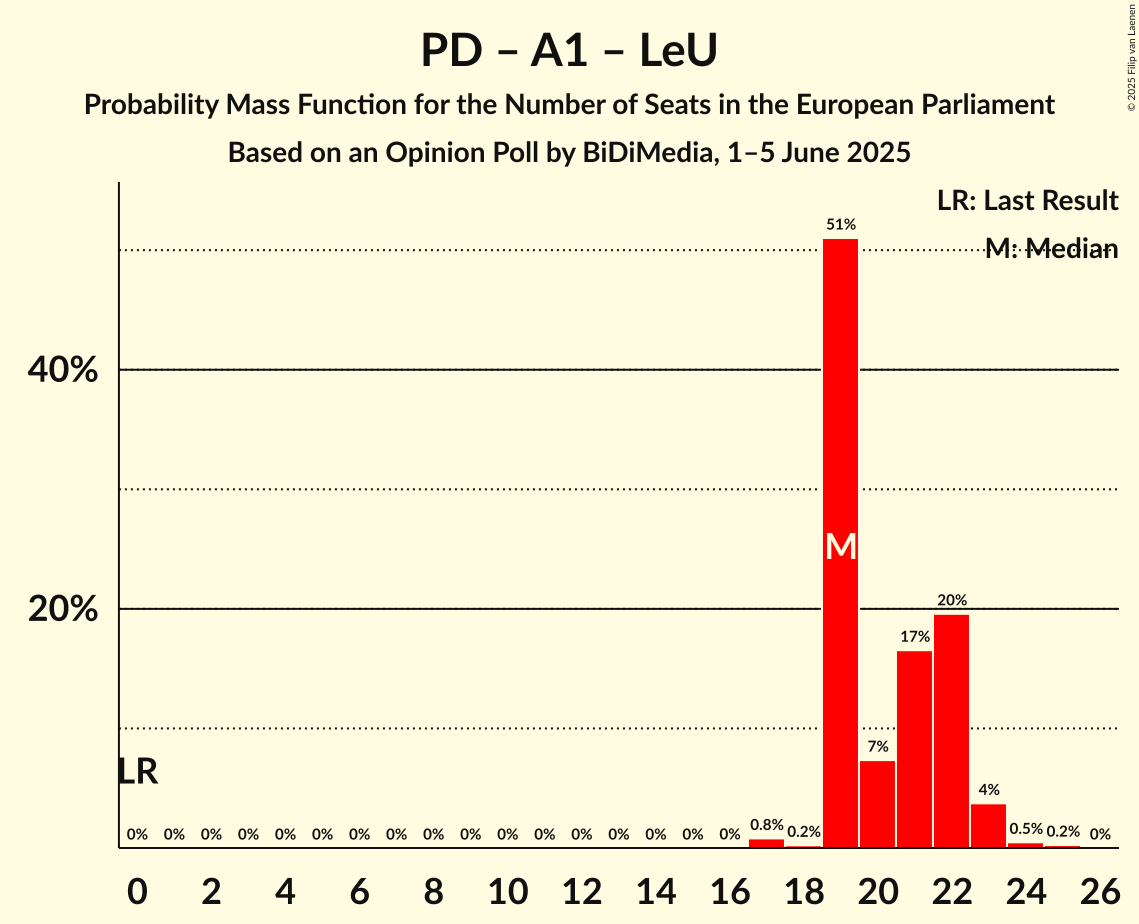 PD – A1 – LeU
Probability Mass Function for the Number of Seats in the European Parliament
Based on an Opinion Poll by BiDiMedia, 1–5 June 2025
© 2025 Filip van Laenen
LR: Last Result
M: Median
51%
40%
M
20%
20%
17%
7%
LR
4%
0% 0% 0% 0% 0% 0% 0% 0% 0% 0% 0% 0% 0% 0% 0% 0% 0% 0.8% 0.2% 0.5% 0.2% 0%
0 2 4 6 8 10 12 14 16 18 20 22 24 26